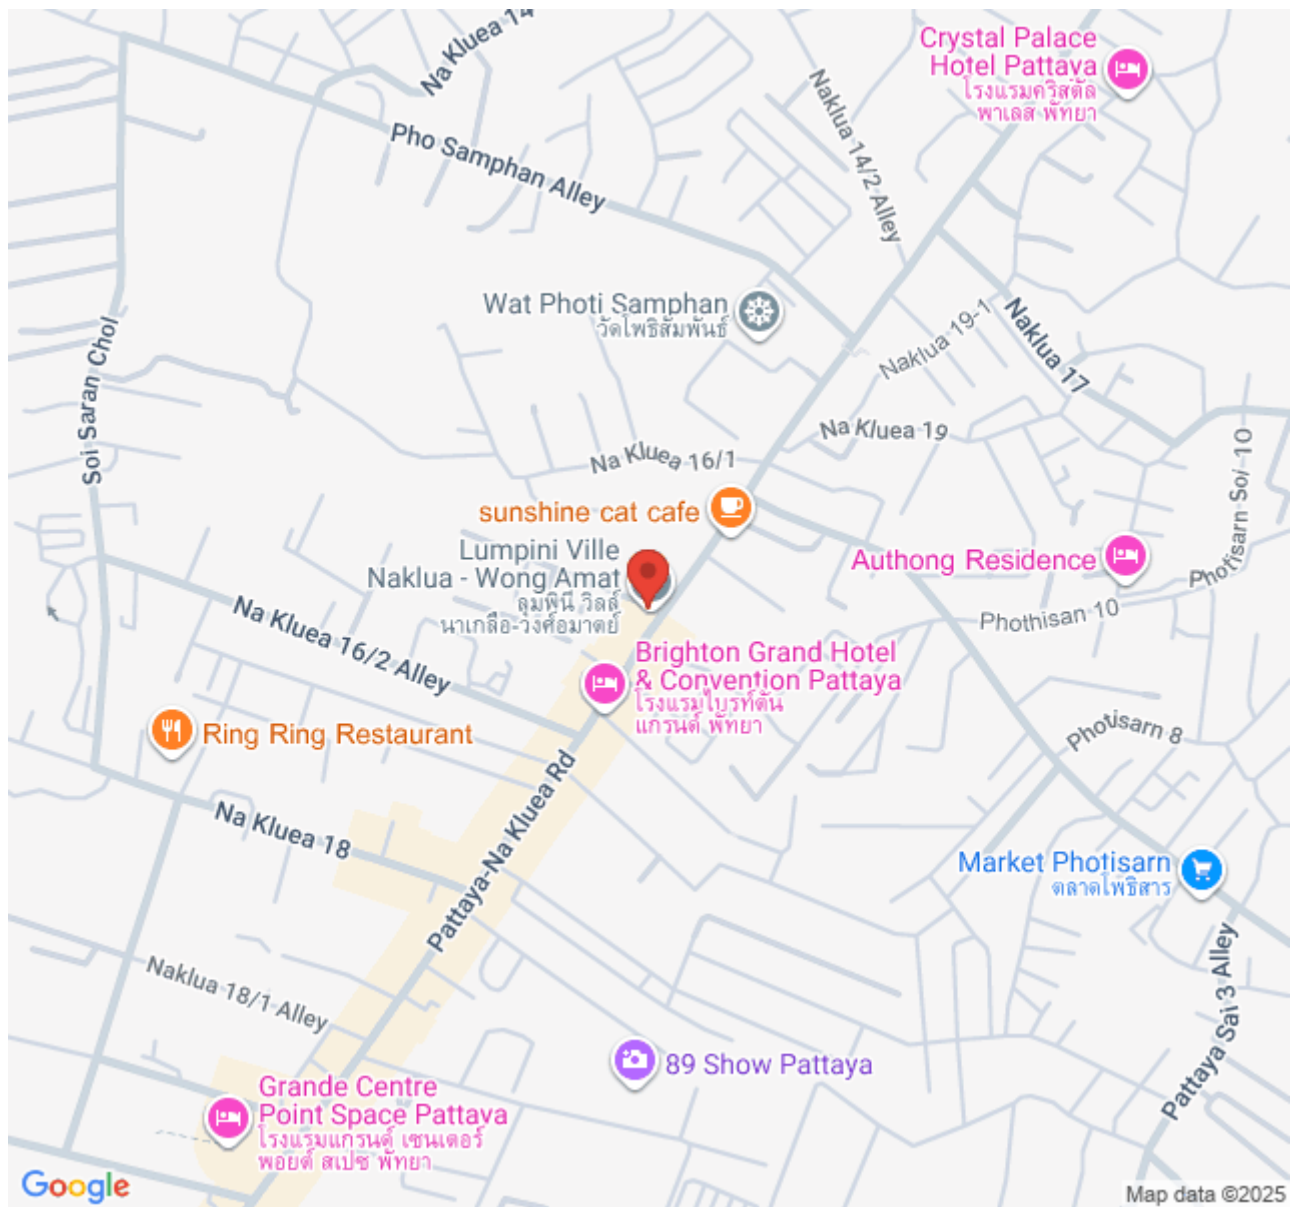 Na Kluea 14
Crystal Palace
Hotel Pattaya
โรงแรมคริสตัล
พาเลส พัทยา
Naklua 14/2 Alley
Pho Samphan Alley
Wat Photi Samphan
วัดโพธิสัมพันธ์
Naklua 19-1
Naklua 17
Soi Saran Chol
Na Kluea 19
Na Kluea 16/1
Photisarn Soi 10
sunshine cat cafe
Lumpini Ville
Naklua - Wong Amat
ลุมพินี วิลล์
นาเกลือ-วงศ์อมาตย์
Authong Residence
Phothisan 10
Na Kluea 16/2 Alley
Brighton Grand Hotel
& Convention Pattaya
โรงแรมไบรท์ตัน
แกรนด์ พัทยา
Ring Ring Restaurant
Photisarn 8
Na Kluea 18
Pattaya-Na Kluea Rd
Market Photisarn
ตลาดโพธิสาร
Naklua 18/1 Alley
Pattaya Sai 3 Alley
89 Show Pattaya
Grande Centre
Point Space Pattaya
โรงแรมแกรนด์ เซนเตอร์
พอยต์ สเปซ พัทยา
Google
Map data ©2025